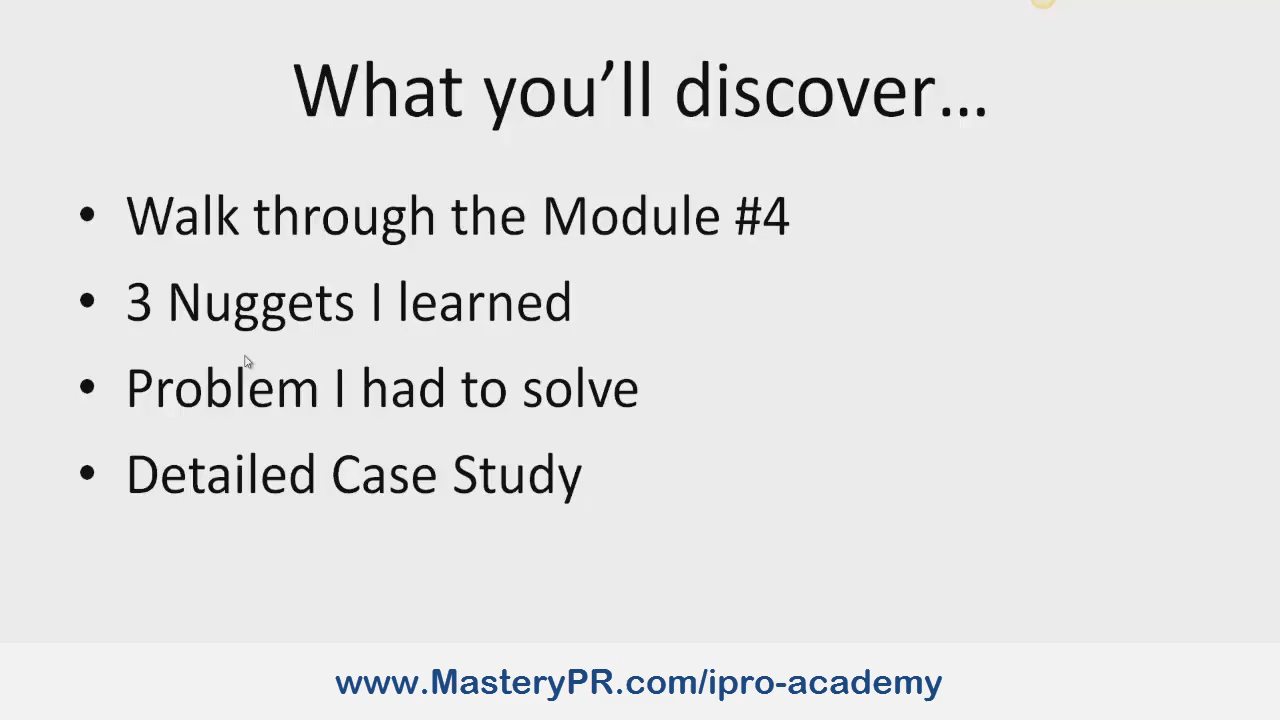 What you’ll discover…
• Walk through the Module #4
• 3 Nuggets I learned
• Problem I had to solve
• Detailed Case Study
www.MasteryPR.com/ipro-academy